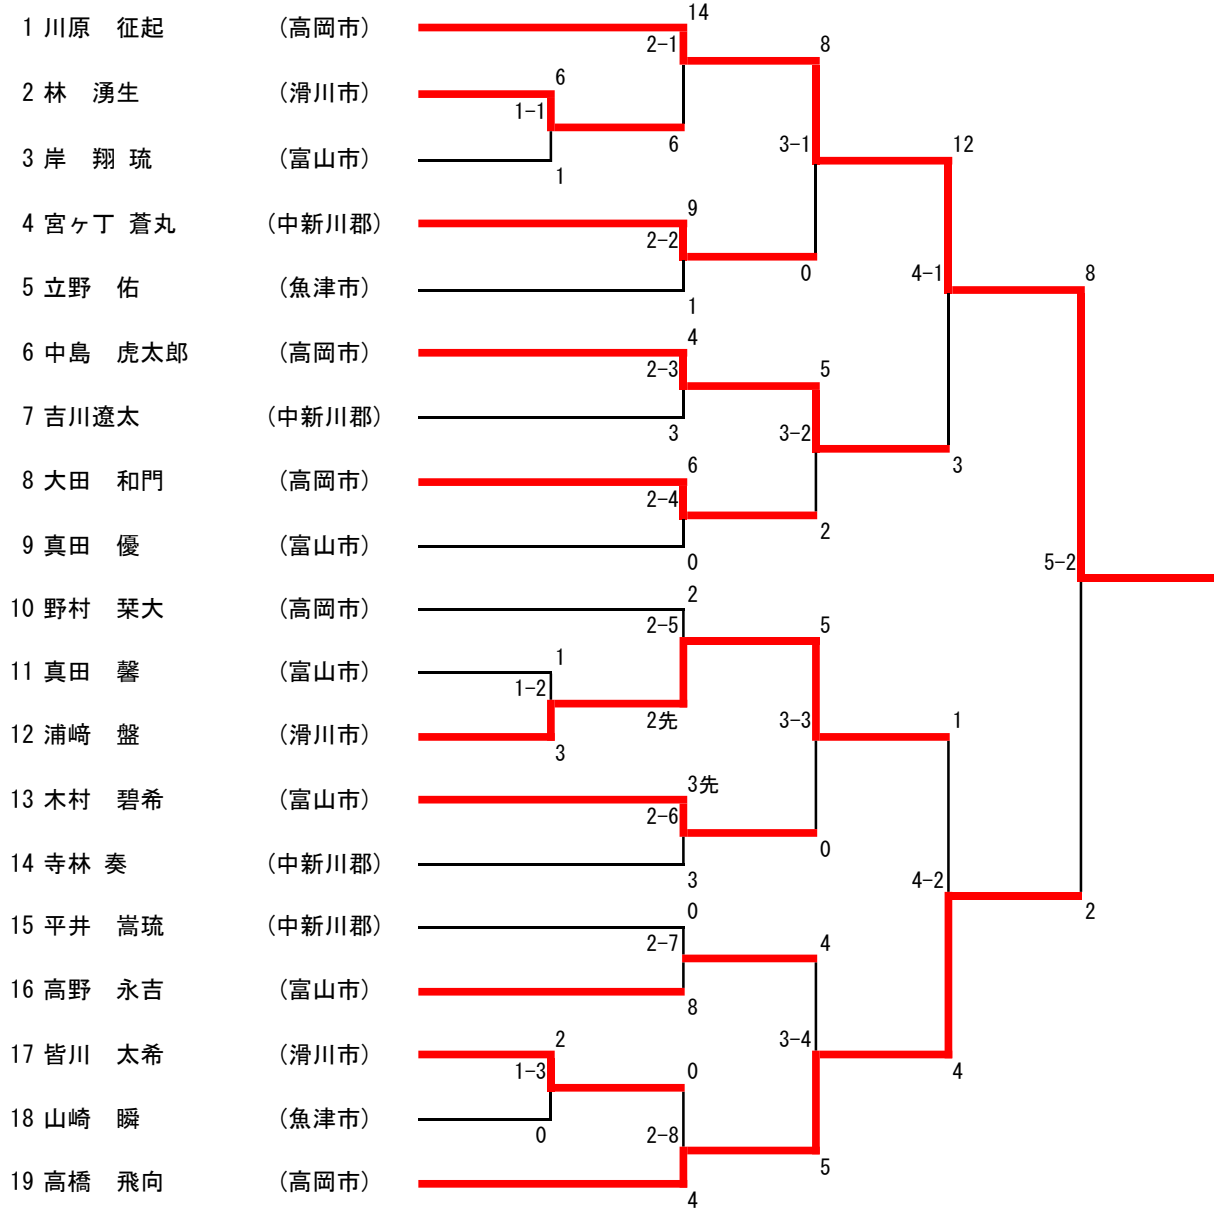 14
1 川原　征起　（高岡市）
2-1
8
6
2 林　湧生　（滑川市）
1-1
6
3-1
12
3 岸　翔 琉　（富山市）
1
9
4 宮ヶ丁 蒼丸　（中新川郡）
2-2
0
4-1
8
5 立野　佑　（魚津市）
1
4
6 中島　虎太郎　（高岡市）
2-3
5
7 吉川遼太　（中新川郡）
3
3-2
3
6
8 大田　和門　（高岡市）
2-4
2
9 真田　優　（富山市）
0
5-2
2
10 野村　栞大　（高岡市）
2-5
5
1
11 真田　馨　（富山市）
1-2
2先
3-3
1
12 浦﨑　盤　（滑川市）
3
3先
13 木村　碧希　（富山市）
2-6
0
14 寺林 奏　（中新川郡）
3
4-2
2
0
15 平井　嵩琉　（中新川郡）
2-7
4
16 高野　永吉　（富山市）
8
2
3-4
17 皆川　太希　（滑川市）
1-3
0
4
18 山崎　瞬　（魚津市）
0
2-8
5
19 高橋　飛向　（高岡市）
4